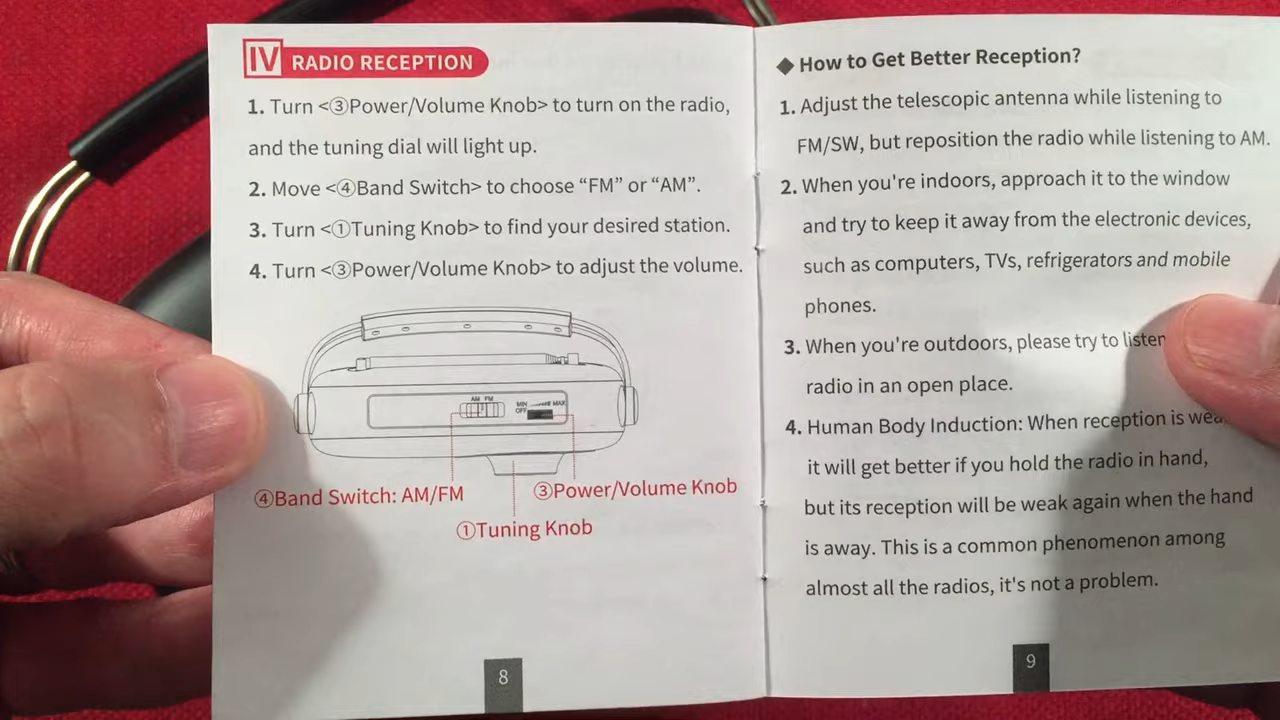 IV RADIO RECEPTION
1. Turn <③Power/Volume Knob> to turn on the radio,
and the tuning dial will light up.
2. Move <④Band Switch> to choose “FM” or “AM”.
3. Turn <①Tuning Knob> to find your desired station.
4. Turn <③Power/Volume Knob> to adjust the volume.
AM FM
MIN MAX
OFF
④Band Switch: AM/FM
③Power/Volume Knob
①Tuning Knob
8
◆ How to Get Better Reception?
1. Adjust the telescopic antenna while listening to
FM/SW, but reposition the radio while listening to AM.
2. When you're indoors, approach it to the window
and try to keep it away from the electronic devices,
such as computers, TVs, refrigerators and mobile
phones.
3. When you're outdoors, please try to listen
radio in an open place.
4. Human Body Induction: When reception is
it will get better if you hold the radio in hand,
but its reception will be weak again when the hand
is away. This is a common phenomenon among
almost all the radios, it's not a problem.
9